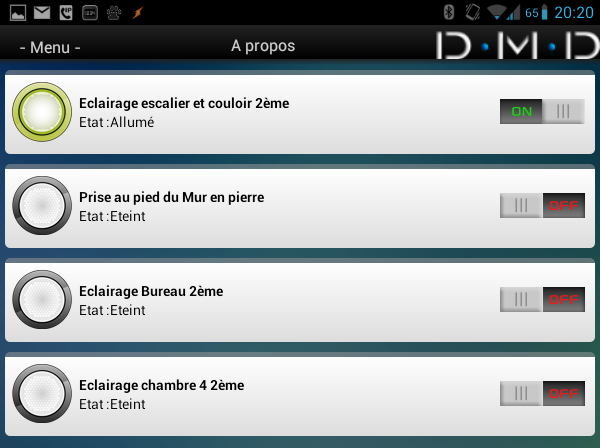 65 20:20
- Menu - A propos D·M·D
Eclairage escalier et couloir 2ème
Etat :Allumé
ON
Prise au pied du Mur en pierre
Etat :Eteint
OFF
Eclairage Bureau 2ème
Etat :Eteint
OFF
Eclairage chambre 4 2ème
Etat :Eteint
OFF